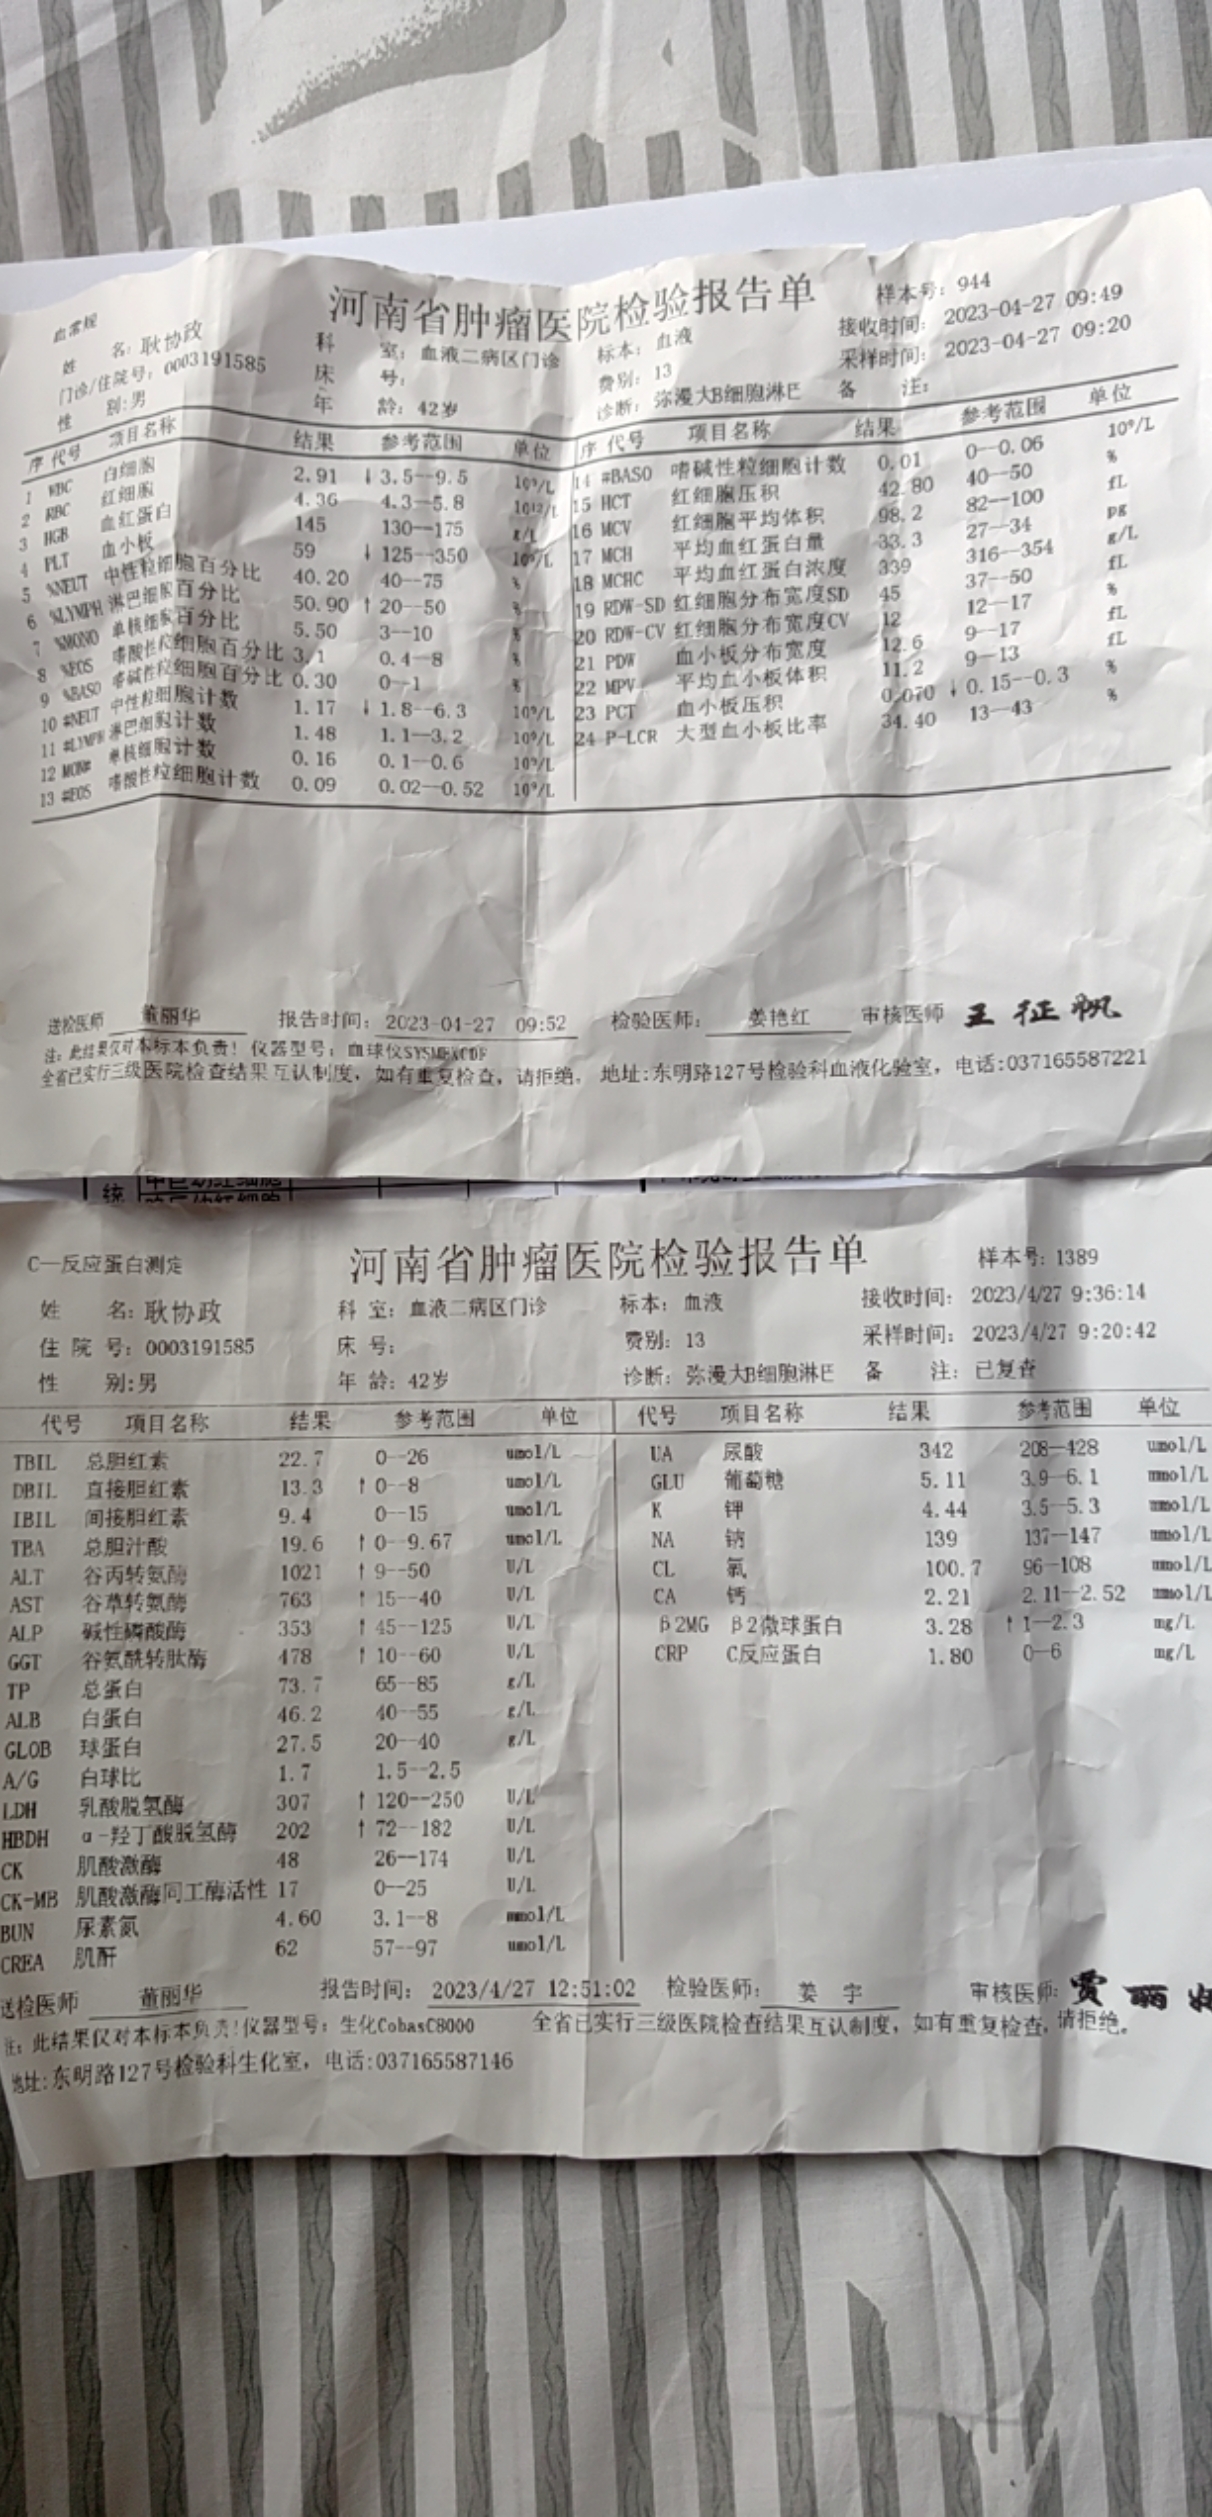 河南省肿瘤医院检验报告单
血常规
样本号: 944
姓 名: 耿协政 科 室: 血液二病区门诊 标本: 血液 接收时间: 2023-04-27 09:49
门诊/住院号: 0003191585 床 号: 费别: 13 采样时间: 2023-04-27 09:20
性 别:男 年 龄: 42岁 诊断: 弥漫大B细胞淋巴 备 注:
序 代号 项目名称 结果 参考范围 单位 序 代号 项目名称 结果 参考范围 单位
1 WBC 白细胞 2.91 ↓ 3.5--9.5 10⁹/L
2 RBC 红细胞 4.36 4.3--5.8 10¹²/L
3 HGB 血红蛋白 145 130--175 g/L
4 PLT 血小板 59 ↓ 125--350 10⁹/L
5 %NEUT 中性粒细胞百分比 40.20 40--75 %
6 %LYMPH 淋巴细胞百分比 50.90 ↑ 20--50 %
7 %MONO 单核细胞百分比 5.50 3--10 %
8 %EOS 嗜酸性粒细胞百分比 3.1 0.4--8 %
9 %BASO 嗜碱性粒细胞百分比 0.30 0--1 %
10 #NEUT 中性粒细胞计数 1.17 ↓ 1.8--6.3 10⁹/L
11 #LYMPH 淋巴细胞计数 1.48 1.1--3.2 10⁹/L
12 MON# 单核细胞计数 0.16 0.1--0.6 10⁹/L
13 #EOS 嗜酸性粒细胞计数 0.09 0.02--0.52 10⁹/L
14 #BASO 嗜碱性粒细胞计数 0.01 0--0.06 10⁹/L
15 HCT 红细胞压积 42.80 40--50 %
16 MCV 红细胞平均体积 98.2 82--100 fL
17 MCH 平均血红蛋白量 33.3 27--34 pg
18 MCHC 平均血红蛋白浓度 339 316--354 g/L
19 RDW-SD 红细胞分布宽度SD 45 37--50 fL
20 RDW-CV 红细胞分布宽度CV 12 12--17 %
21 PDW 血小板分布宽度 12.6 9--17 fL
22 MPV 平均血小板体积 11.2 9--13 fL
23 PCT 血小板压积 0.070 ↓ 0.15--0.3 %
24 P-LCR 大型血小板比率 34.40 13--43 %
送检医师 董丽华 报告时间: 2023-04-27 09:52 检验医师: 姜艳红 审核医师 王征帆
注: 此结果仅对本标本负责! 仪器型号: 血球仪
全省已实行三级医院检查结果互认制度, 如有重复检查, 请拒绝。 地址:东明路127号检验科血液化验室, 电话:037165587221
统
C—反应蛋白测定 河南省肿瘤医院检验报告单 样本号: 1389
姓 名: 耿协政 科 室: 血液二病区门诊 标本: 血液 接收时间: 2023/4/27 9:36:14
住 院 号: 0003191585 床 号: 费别: 13 采样时间: 2023/4/27 9:20:42
性 别:男 年 龄: 42岁 诊断: 弥漫大B细胞淋巴 备 注: 已复查
代号 项目名称 结果 参考范围 单位 代号 项目名称 结果 参考范围 单位
TBIL 总胆红素 22.7 0--26 umol/L
DBIL 直接胆红素 13.3 ↑ 0--8 umol/L
IBIL 间接胆红素 9.4 0--15 umol/L
TBA 总胆汁酸 19.6 ↑ 0--9.67 umol/L
ALT 谷丙转氨酶 1021 ↑ 9--50 U/L
AST 谷草转氨酶 763 ↑ 15--40 U/L
ALP 碱性磷酸酶 353 ↑ 45--125 U/L
GGT 谷氨酰转肽酶 478 ↑ 10--60 U/L
TP 总蛋白 73.7 65--85 g/L
ALB 白蛋白 46.2 40--55 g/L
GLOB 球蛋白 27.5 20--40 g/L
A/G 白球比 1.7 1.5--2.5
LDH 乳酸脱氢酶 307 ↑ 120--250 U/L
HBDH α-羟丁酸脱氢酶 202 ↑ 72--182 U/L
CK 肌酸激酶 48 26--174 U/L
CK-MB 肌酸激酶同工酶活性 17 0--25 U/L
BUN 尿素氮 4.60 3.1--8 mmol/L
CREA 肌酐 62 57--97 umol/L
UA 尿酸 342 208--428 umol/L
GLU 葡萄糖 5.11 3.9--6.1 mmol/L
K 钾 4.44 3.5--5.3 mmol/L
NA 钠 139 137--147 mmol/L
CL 氯 100.7 96--108 mmol/L
CA 钙 2.21 2.11--2.52 mmol/L
β2MG β2微球蛋白 3.28 ↑ 1--2.3 mg/L
CRP C反应蛋白 1.80 0--6 mg/L
送检医师 董丽华 报告时间: 2023/4/27 12:51:02 检验医师: 姜 宇 审核医师: 贾丽
注: 此结果仅对本标本负责!仪器型号: 生化CobasC8000 全省已实行三级医院检查结果互认制度, 如有重复检查, 请拒绝。
地址:东明路127号检验科生化室, 电话:037165587146